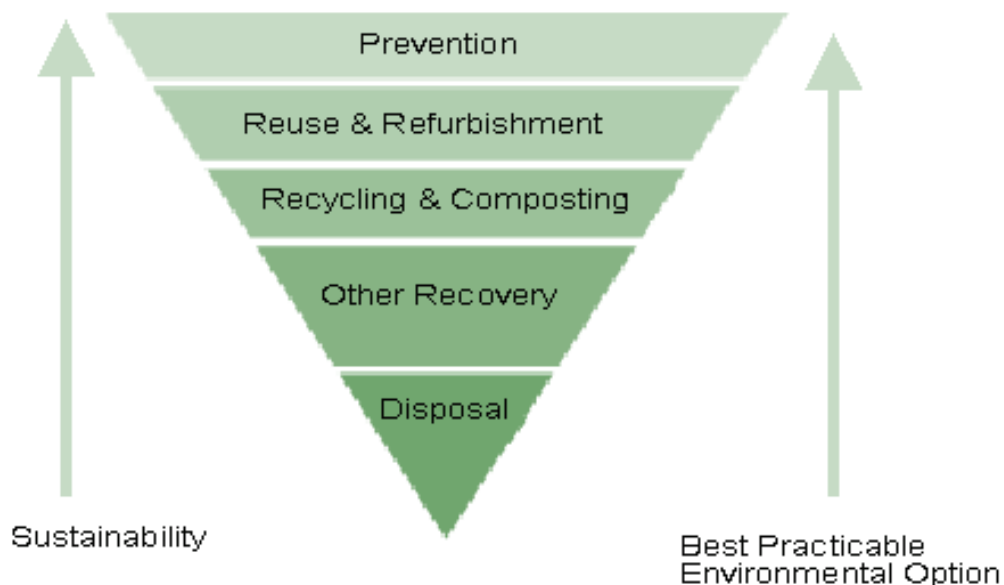 Prevention
Reuse & Refurbishment
Recycling & Composting
Other Recovery
Disposal
Sustainability
Best Practicable
Environmental Option